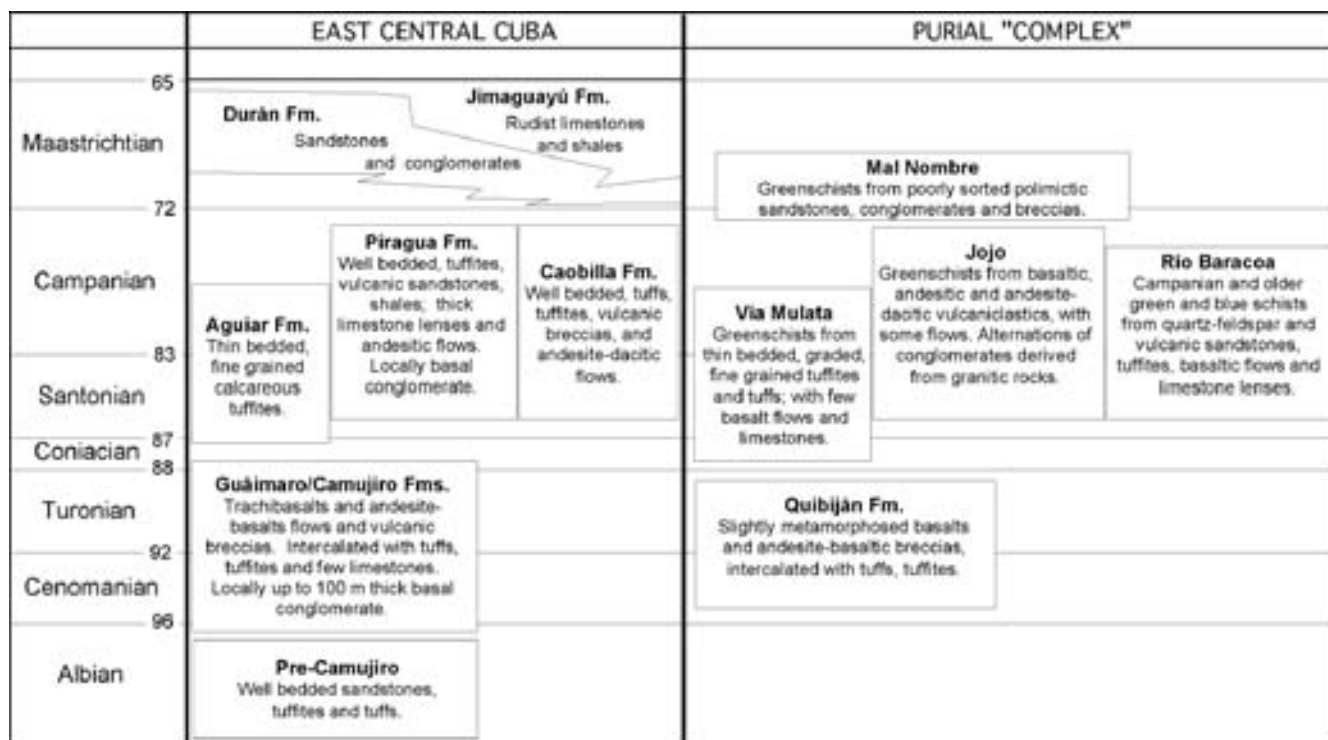 EAST CENTRAL CUBA
PURIAL "COMPLEX"
65
Maastrichtian
72
Campanian
83
Santonian
87
Coniacian
88
Turonian
92
Cenomanian
96
Albian
Durán Fm.
Sandstones
and conglomerates
Jimaguayú Fm.
Rudist limestones
and shales
Piragua Fm.
Well bedded, tuffites,
vulcanic sandstones,
shales; thick
limestone lenses and
andesitic flows.
Locally basal
conglomerate.
Caobilla Fm.
Well bedded, tuffs,
tuffites, vulcanic
breccias, and
andesite-dacitic
flows.
Aguiar Fm.
Thin bedded,
fine grained
calcareous
tuffites.
Guáimaro/Camujiro Fms.
Trachibasalts and andesite-
basalts flows and vulcanic
breccias. Intercalated with tuffs,
tuffites and few limestones.
Locally up to 100 m thick basal
conglomerate.
Pre-Camujiro
Well bedded sandstones,
tuffites and tuffs.
Mal Nombre
Greenschists from poorly sorted polimictic
sandstones, conglomerates and breccias.
Via Mulata
Greenschists from
thin bedded, graded,
fine grained tuffites
and tuffs; with few
basalt flows and
limestones.
Jojo
Greenschists from basaltic,
andesitic and andesite-
dacitic vulcaniclastics, with
some flows. Alternations of
conglomerates derived
from granitic rocks.
Rio Baracoa
Campanian and older
green and blue schists
from quartz-feldspar and
vulcanic sandstones,
tuffites, basaltic flows and
limestone lenses.
Quibiján Fm.
Slightly metamorphosed basalts
and andesite-basaltic breccias,
intercalated with tuffs, tuffites.